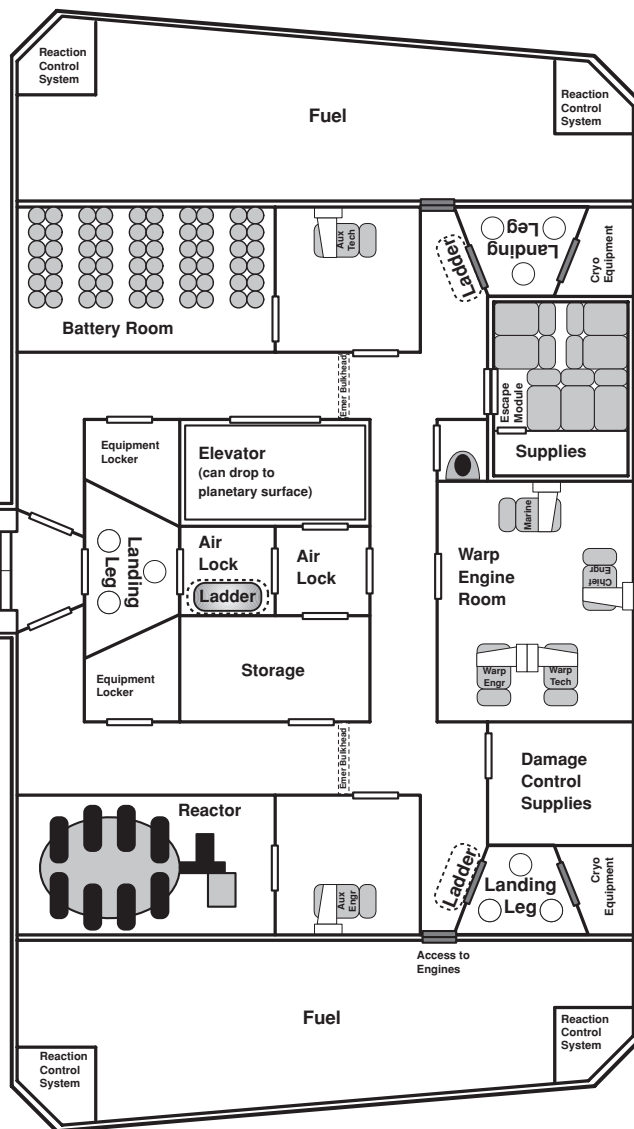 Reaction
Control
System
Reaction
Control
System
Fuel
Aux
Tech
Ladder
Landing
Leg
Cryo
Equipment
Battery Room
Emer Bulkhead
Escape
Module
Supplies
Equipment
Locker
Elevator
(can drop to
planetary surface)
Marine
Landing
Leg
Air
Lock
Ladder
Air
Lock
Warp
Engine
Room
Chief
Engr
Equipment
Locker
Storage
Warp
Engr
Warp
Tech
Emer Bulkhead
Damage
Control
Supplies
Reactor
Aux
Engr
Ladder
Landing
Leg
Cryo
Equipment
Access to
Engines
Fuel
Reaction
Control
System
Reaction
Control
System